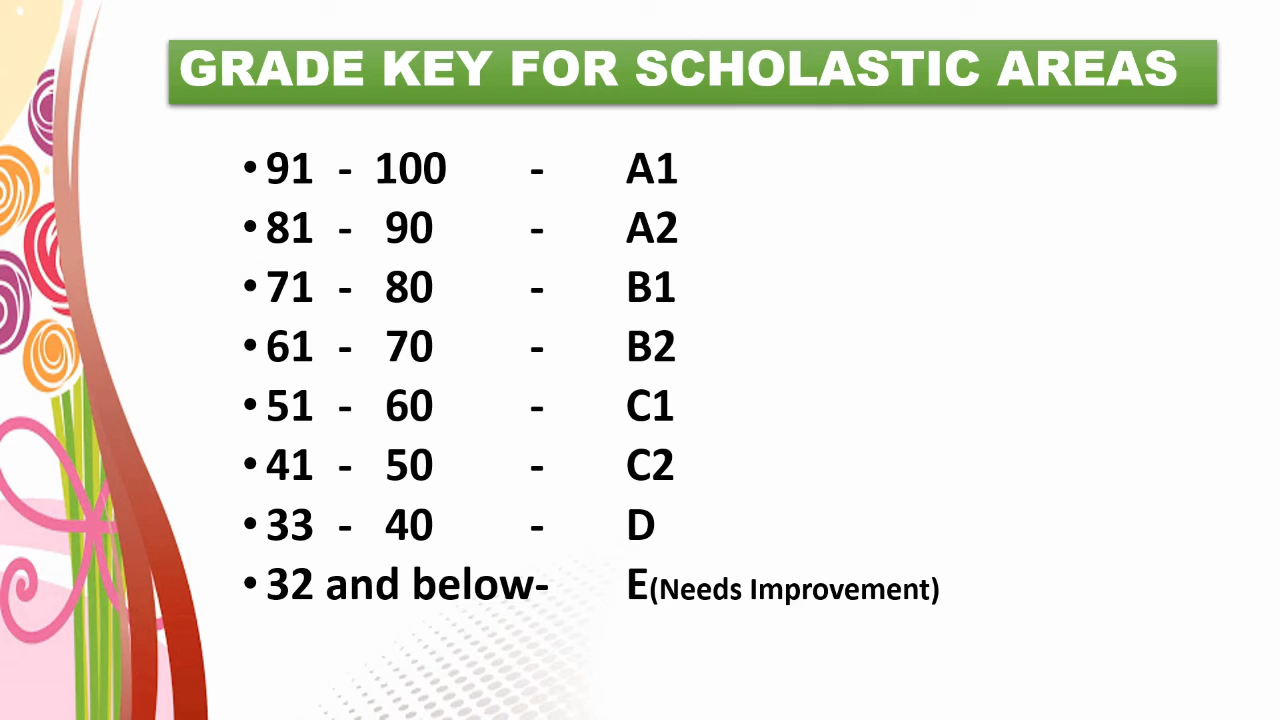 GRADE KEY FOR SCHOLASTIC AREAS
• 91 - 100 - A1
• 81 - 90 - A2
• 71 - 80 - B1
• 61 - 70 - B2
• 51 - 60 - C1
• 41 - 50 - C2
• 33 - 40 - D
• 32 and below- E(Needs Improvement)